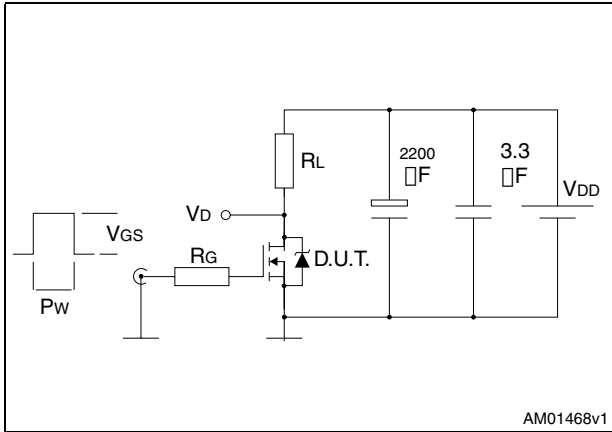 RL
2200
▯F
3.3
▯F
VDD
VD
VGS
RG
D.U.T.
PW
AM01468v1